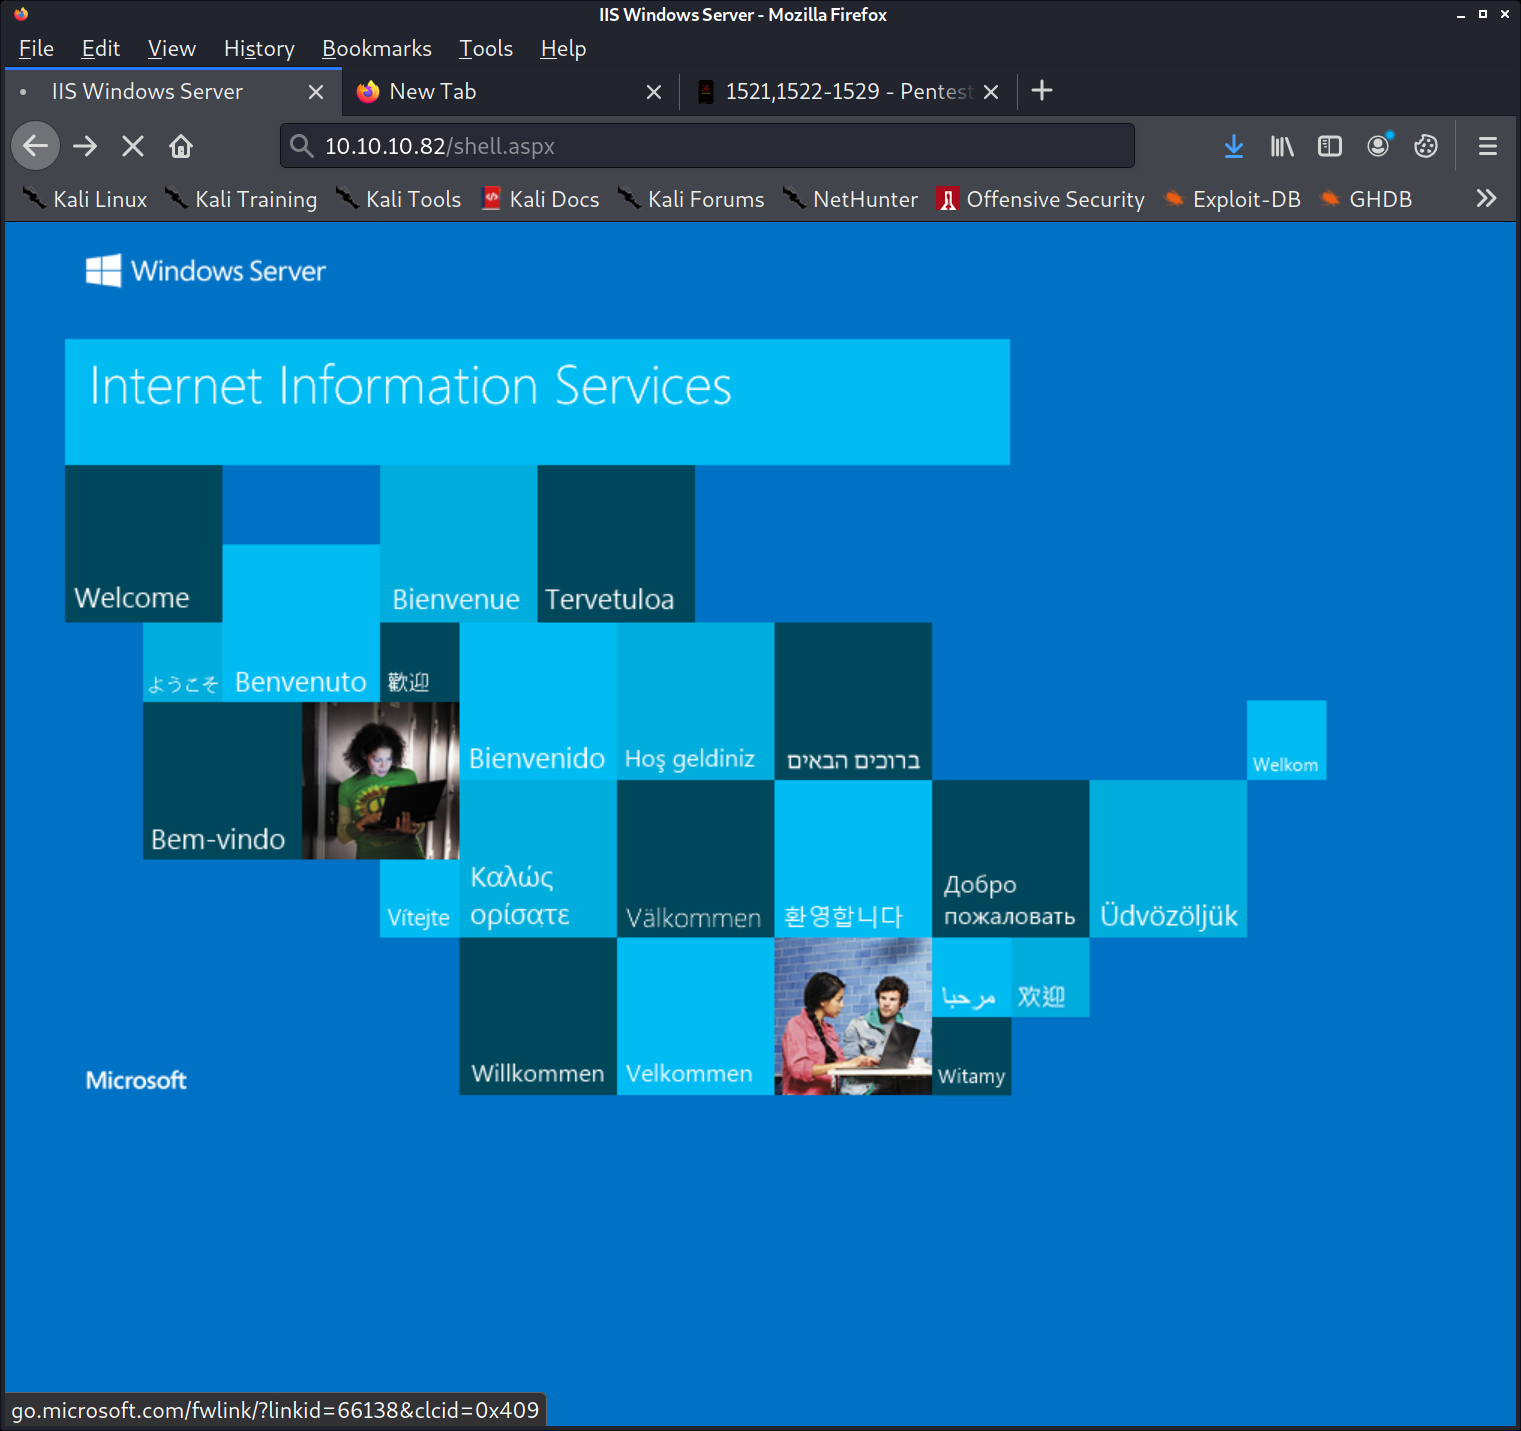 IIS Windows Server - Mozilla Firefox
File Edit View History Bookmarks Tools Help
IIS Windows Server
New Tab
1521,1522-1529 - Pentest
10.10.10.82/shell.aspx
Kali Linux Kali Training Kali Tools Kali Docs Kali Forums NetHunter Offensive Security Exploit-DB GHDB
Windows Server
Internet Information Services
Welcome
Bienvenue
Tervetuloa
ようこそ
Benvenuto
歡迎
Bienvenido
Hoş geldiniz
ברוכים הבאים
Welkom
Bem-vindo
Vítejte
Καλώς
ορίσατε
Välkommen
환영합니다
Добро
пожаловать
Üdvözöljük
مرحبا
欢迎
Microsoft
Willkommen
Velkommen
Witamy
go.microsoft.com/fwlink/?linkid=66138&clcid=0x409